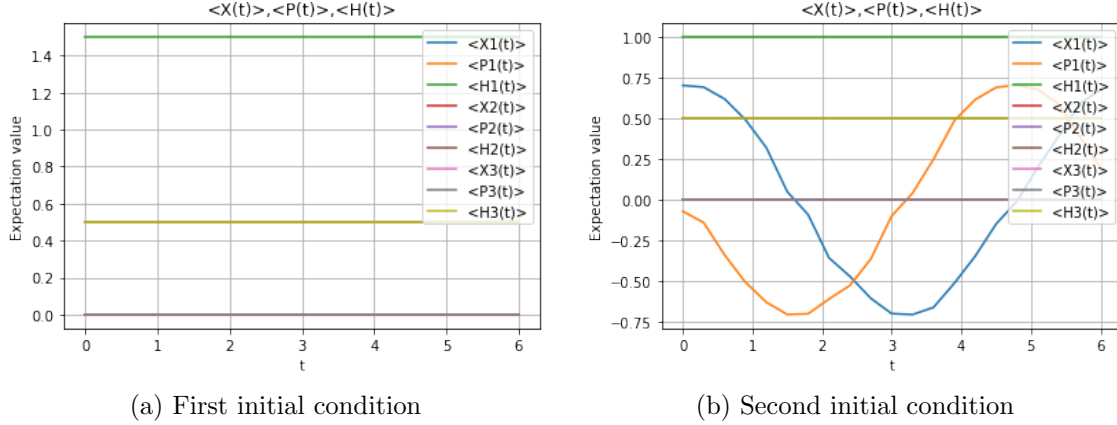 <X(t)>,<P(t)>,<H(t)>
Expectation value
1.4
1.2
1.0
0.8
0.6
0.4
0.2
0.0
0
1
2
3
4
5
6
t
<X1(t)>
<P1(t)>
<H1(t)>
<X2(t)>
<P2(t)>
<H2(t)>
<X3(t)>
<P3(t)>
<H3(t)>
(a) First initial condition
<X(t)>,<P(t)>,<H(t)>
Expectation value
1.00
0.75
0.50
0.25
0.00
−0.25
−0.50
−0.75
0
1
2
3
4
5
6
t
<X1(t)>
<P1(t)>
<H1(t)>
<X2(t)>
<P2(t)>
<H2(t)>
<X3(t)>
<P3(t)>
<H3(t)>
(b) Second initial condition